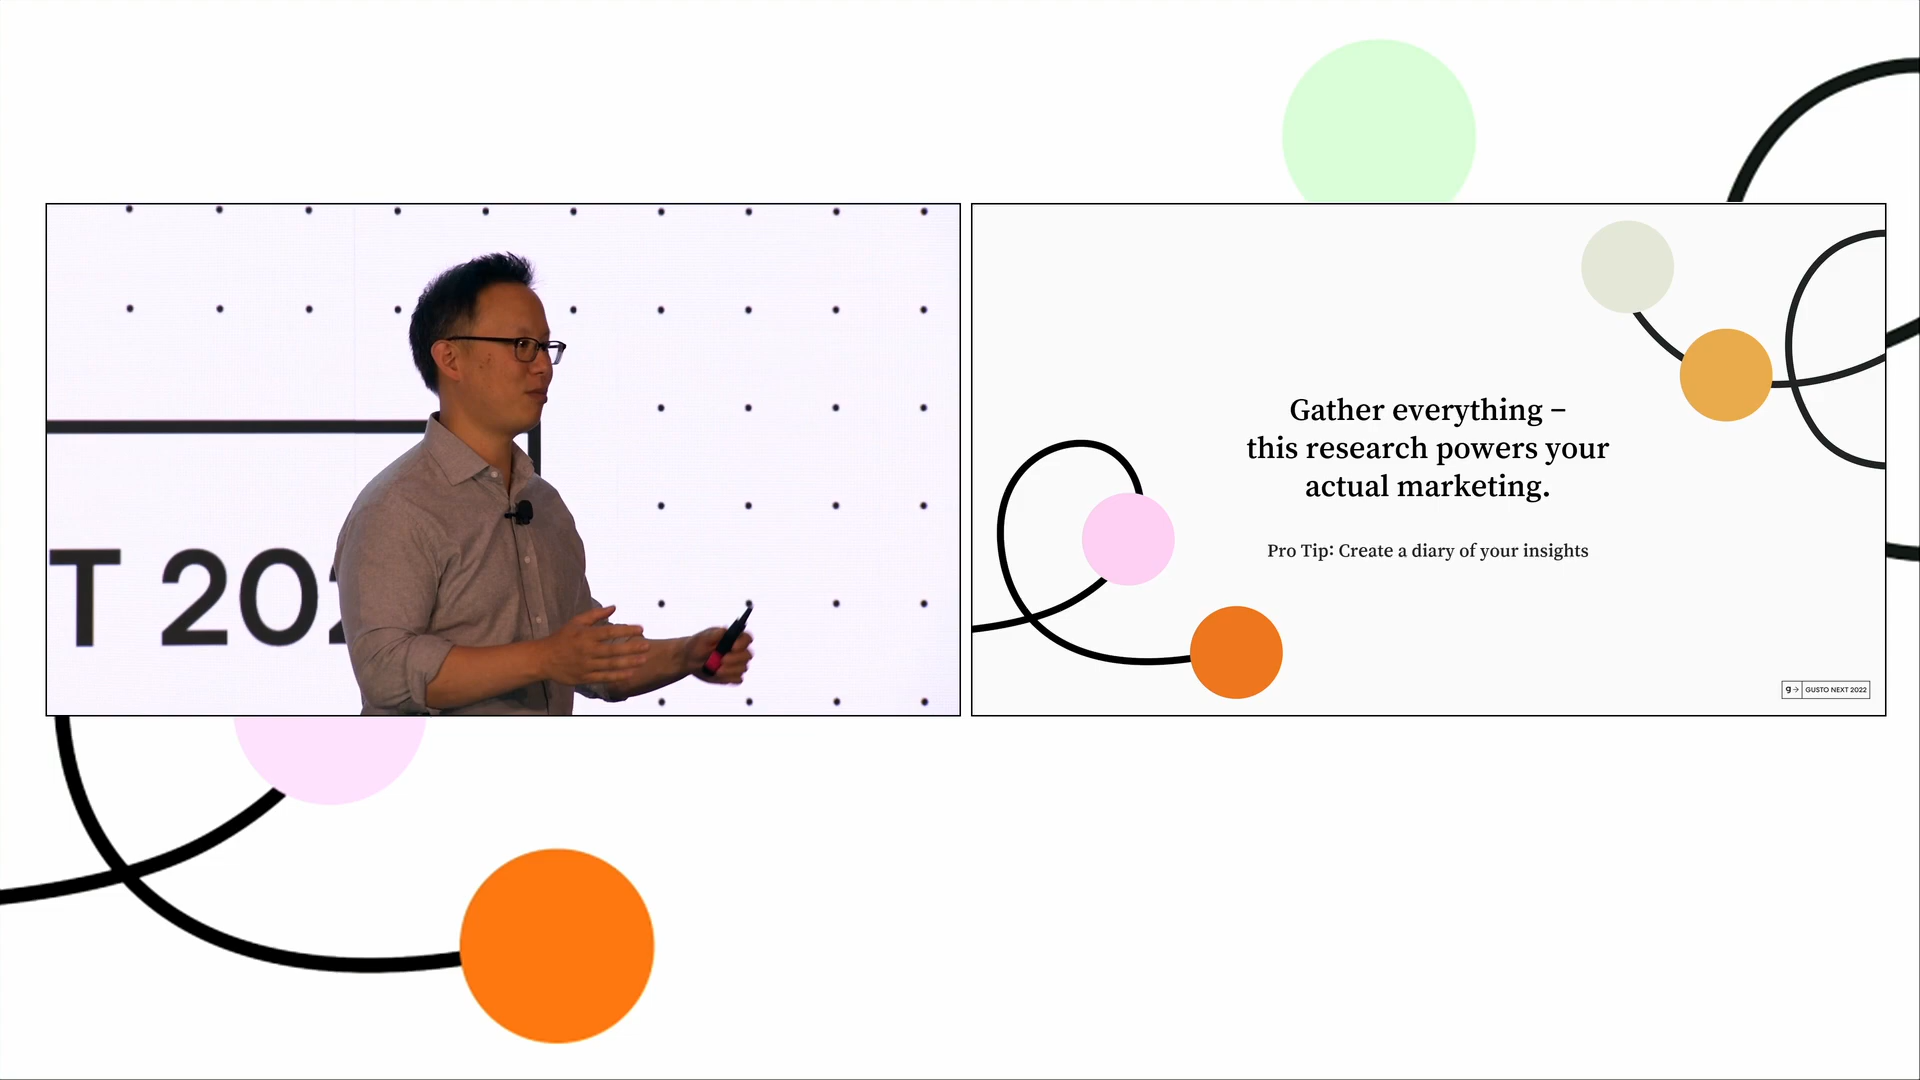 T 202
Gather everything –
this research powers your
actual marketing.
Pro Tip: Create a diary of your insights
g→ GUSTO NEXT 2022